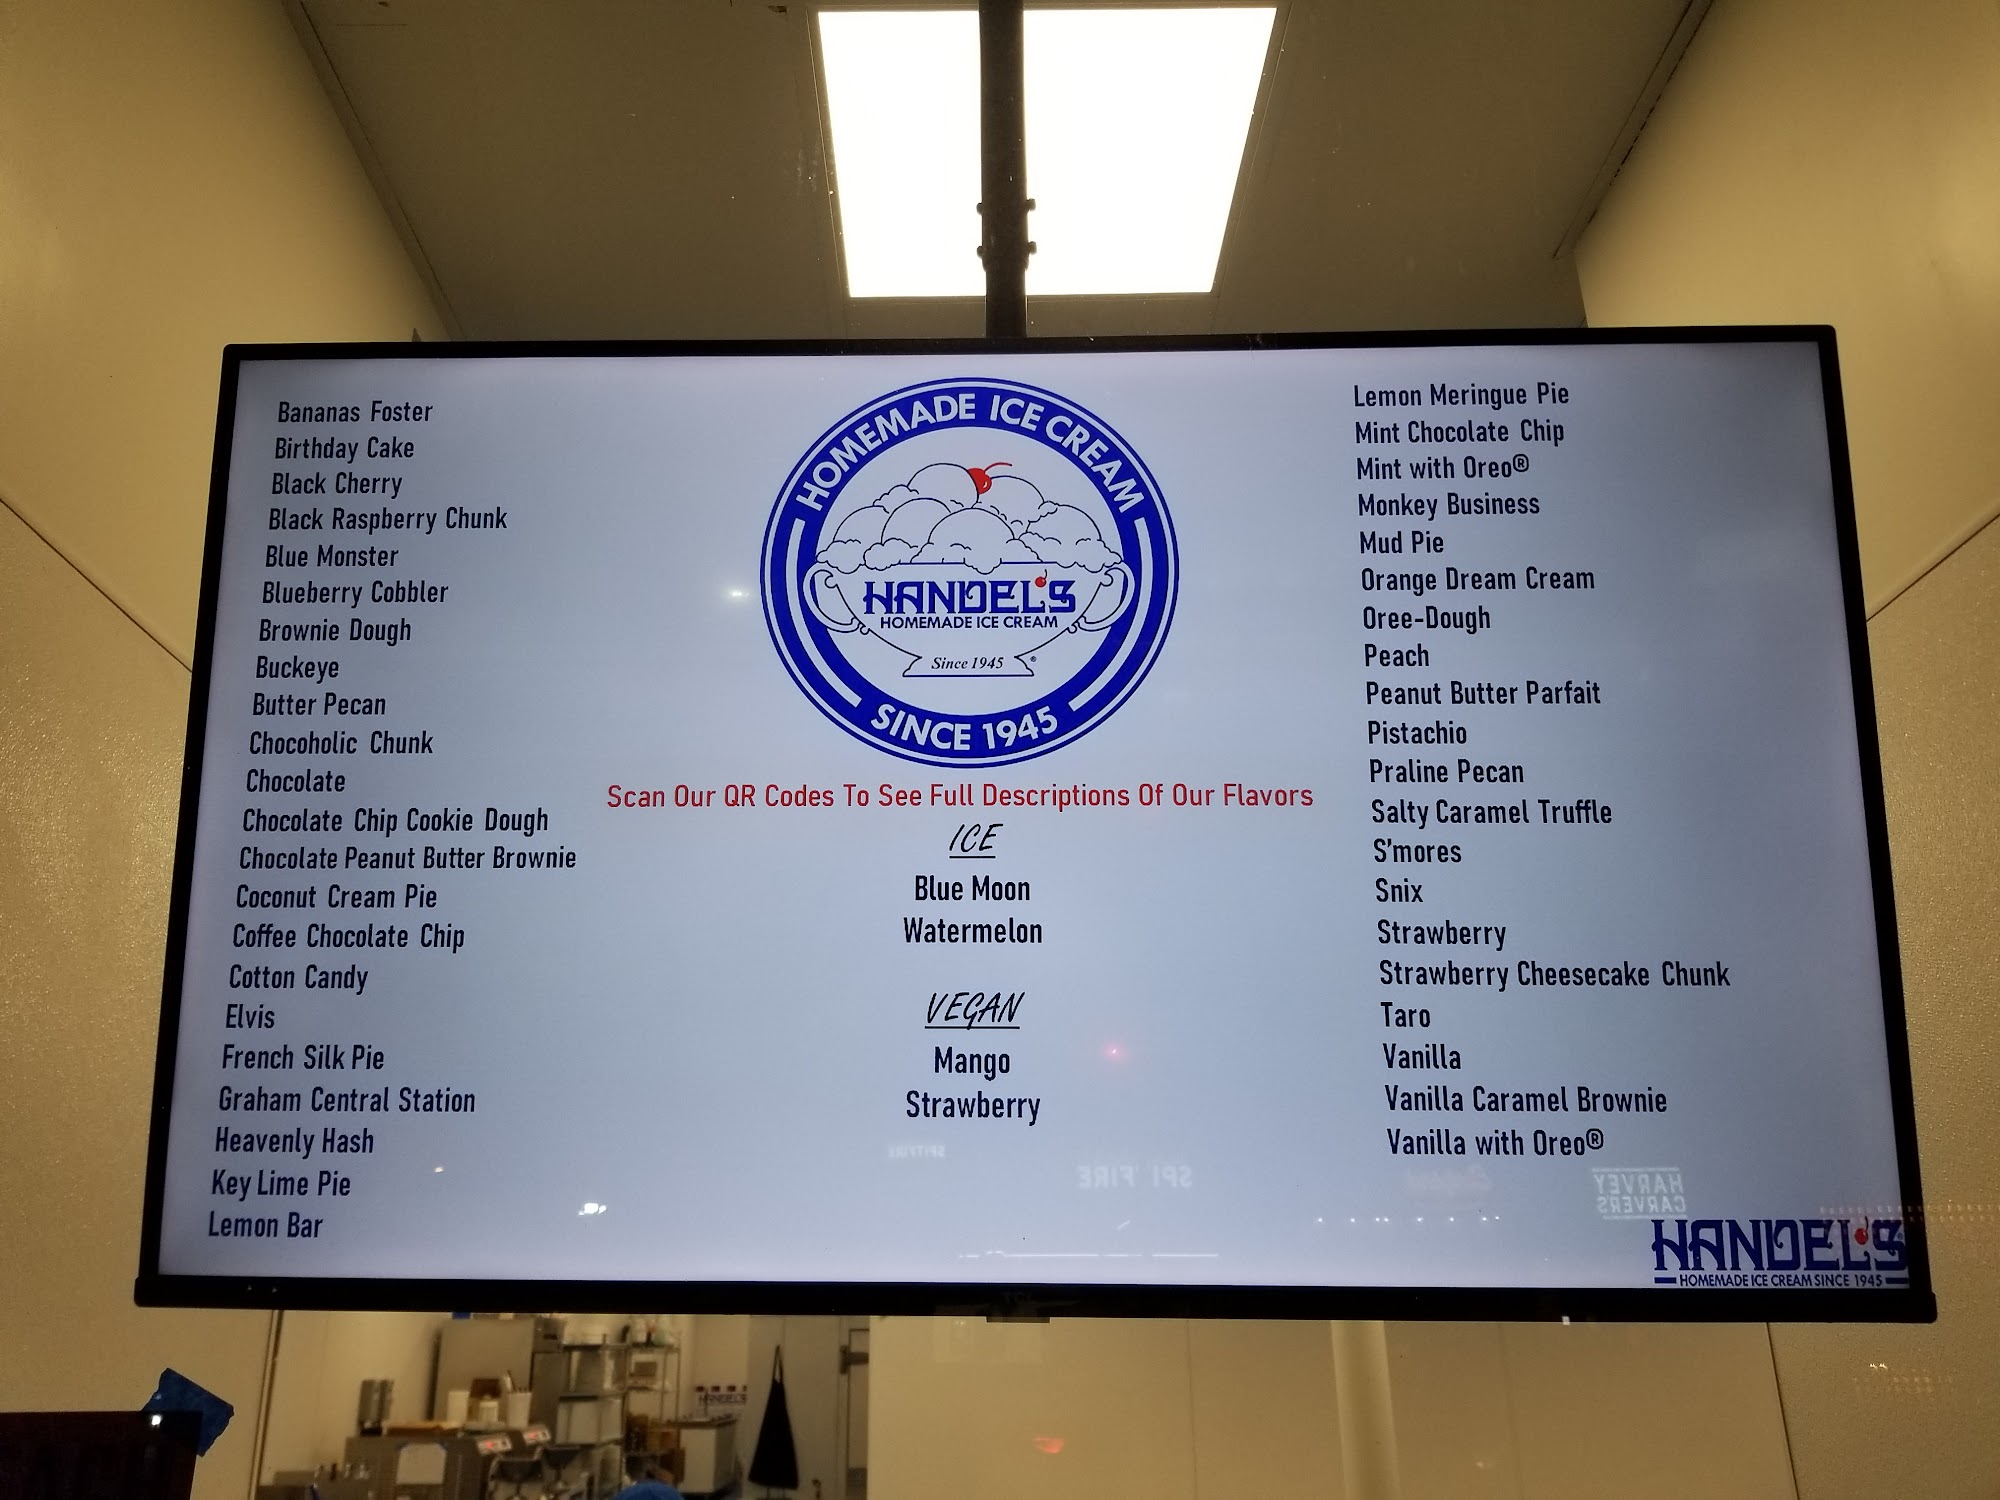 Bananas Foster
Birthday Cake
Black Cherry
Black Raspberry Chunk
Blue Monster
Blueberry Cobbler
Brownie Dough
Buckeye
Butter Pecan
Chocoholic Chunk
Chocolate
Chocolate Chip Cookie Dough
Chocolate Peanut Butter Brownie
Coconut Cream Pie
Coffee Chocolate Chip
Cotton Candy
Elvis
French Silk Pie
Graham Central Station
Heavenly Hash
Key Lime Pie
Lemon Bar
HOMEMADE ICE CREAM
HANDEL'S
HOMEMADE ICE CREAM
Since 1945
SINCE 1945
Scan Our QR Codes To See Full Descriptions Of Our Flavors
ICE
Blue Moon
Watermelon
VEGAN
Mango
Strawberry
Lemon Meringue Pie
Mint Chocolate Chip
Mint with Oreo®
Monkey Business
Mud Pie
Orange Dream Cream
Oree-Dough
Peach
Peanut Butter Parfait
Pistachio
Praline Pecan
Salty Caramel Truffle
S'mores
Snix
Strawberry
Strawberry Cheesecake Chunk
Taro
Vanilla
Vanilla Caramel Brownie
Vanilla with Oreo®
SPITFIRE
HARVEY
CARVERS
HANDEL'S
HOMEMADE ICE CREAM SINCE 1945
HANDEL'S